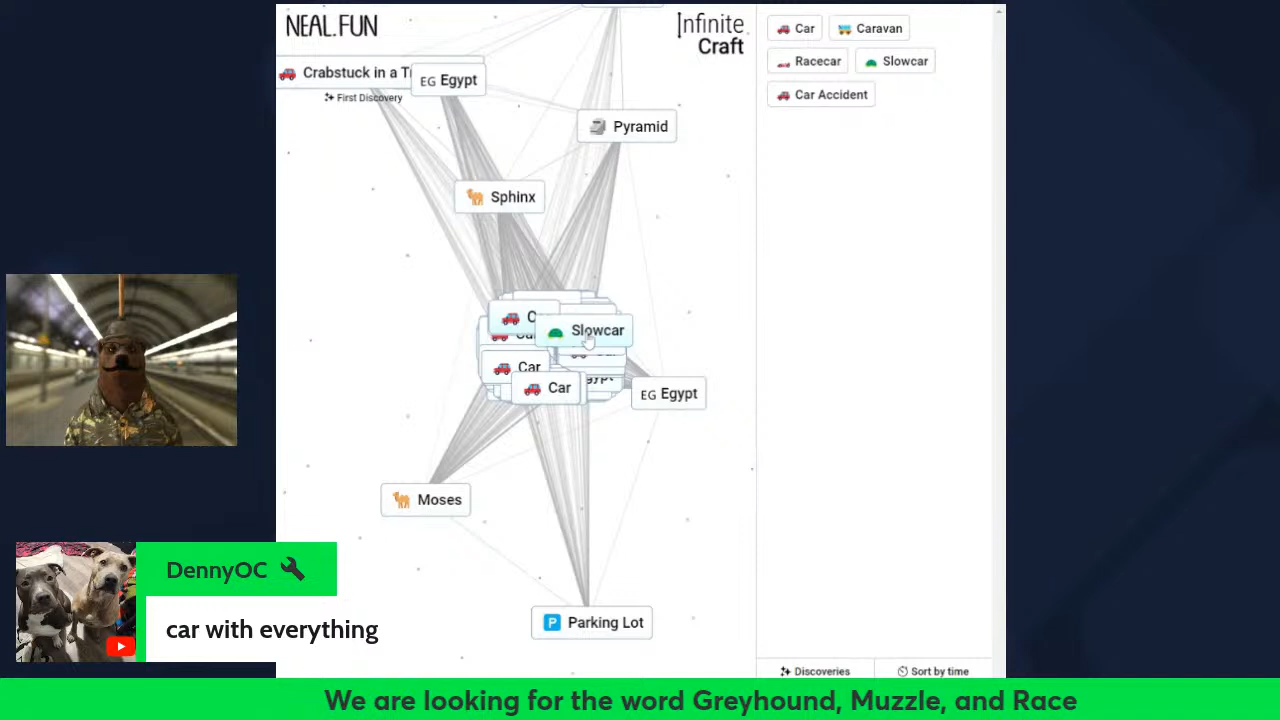 NEAL.FUN
Infinite
Craft
Car
Caravan
Crabstuck in a
EG Egypt
Racecar
Slowcar
First Discovery
Car Accident
Pyramid
Sphinx
Slowcar
Car
Car
EG Egypt
Moses
DennyOC
car with everything
P Parking Lot
Discoveries
Sort by time
We are looking for the word Greyhound, Muzzle, and Race